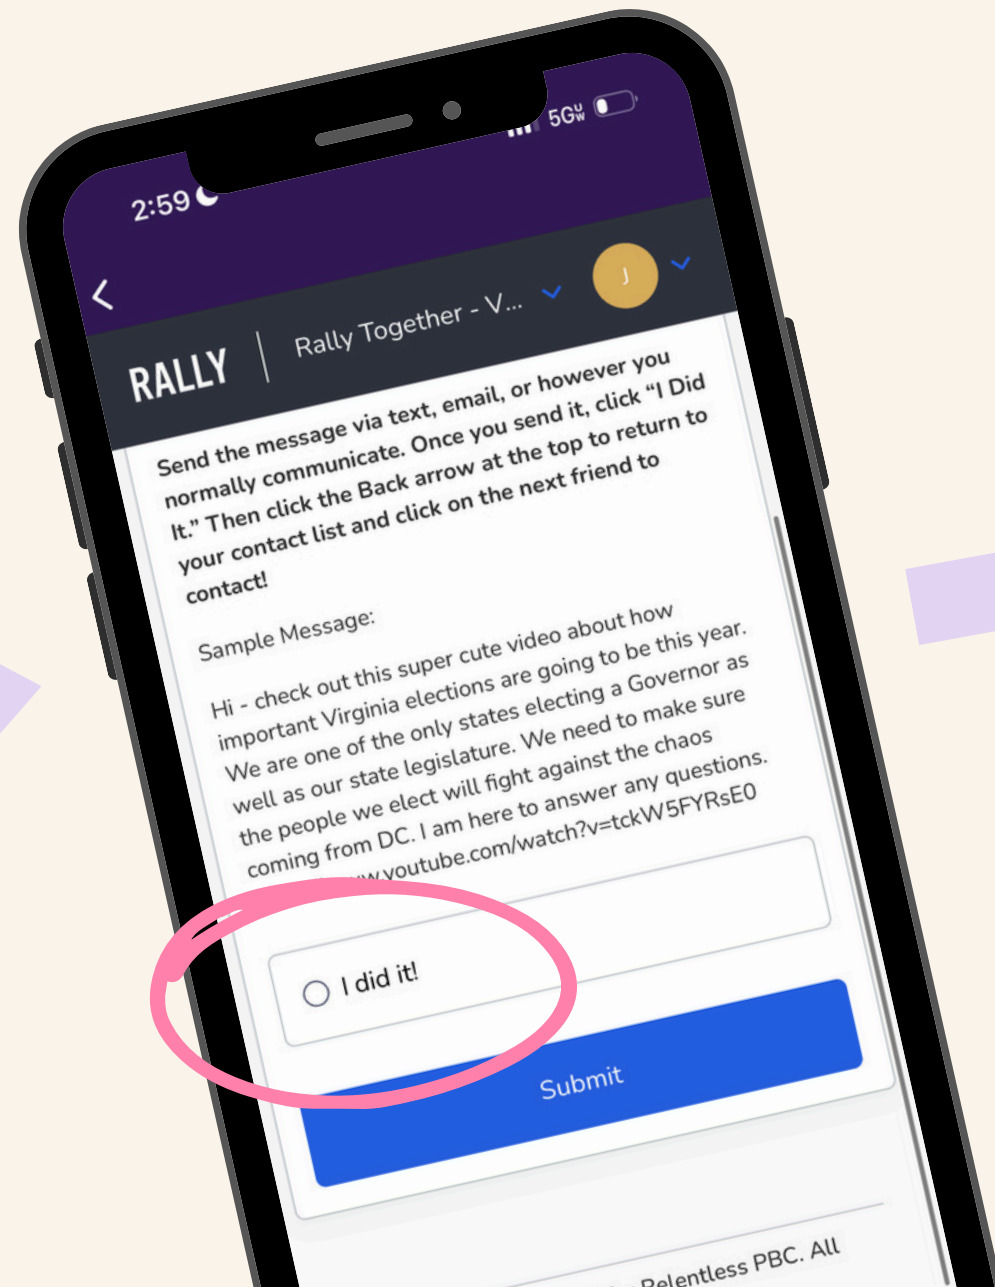 2:59
5GUW
RALLY
Rally Together - V...
J
Send the message via text, email, or however you
normally communicate. Once you send it, click “I Did
It.” Then click the Back arrow at the top to return to
your contact list and click on the next friend to
contact!
Sample Message:
Hi - check out this super cute video about how
important Virginia elections are going to be this year.
We are one of the only states electing a Governor as
well as our state legislature. We need to make sure
the people we elect will fight against the chaos
coming from DC. I am here to answer any questions.
w.youtube.com/watch?v=tckW5FYRsE0
I did it!
Submit
Relentless PBC. All